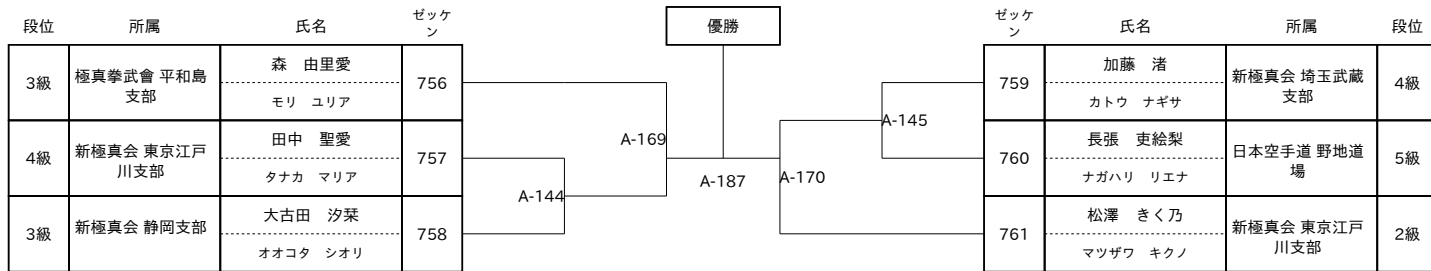 段位 所属 氏名 ゼッケ
ン
優勝
ゼッケ
ン
氏名 所属 段位
3級
極真拳武會 平和島
支部
森 由里愛
モリ ユリア
756
4級
新極真会 東京江戸
川支部
田中 聖愛
タナカ マリア
757
3級
新極真会 静岡支部
大古田 汐栞
オオコタ シオリ
758
A-169
A-144
A-187
A-145
A-170
759
加藤 渚
カトウ ナギサ
新極真会 埼玉武蔵
支部
4級
760
長張 吏絵梨
ナガハリ リエナ
日本空手道 野地道
場
5級
761
松澤 きく乃
マツザワ キクノ
新極真会 東京江戸
川支部
2級